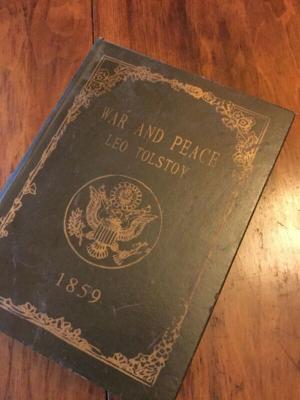 WAR AND PEACE
LEO TOLSTOY
1859